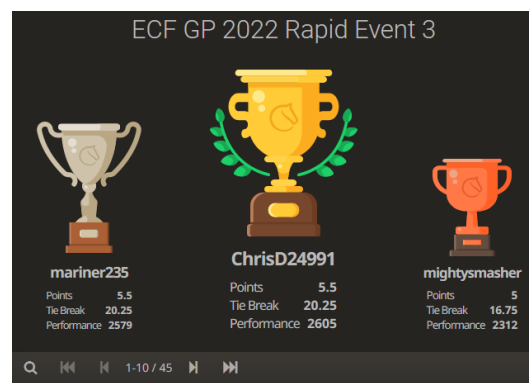 ECF GP 2022 Rapid Event 3
mariner235
Points 5.5
Tie Break 20.25
Performance 2579
ChrisD24991
Points 5.5
Tie Break 20.25
Performance 2605
mightysmasher
Points 5
Tie Break 16.75
Performance 2312
1-10 / 45